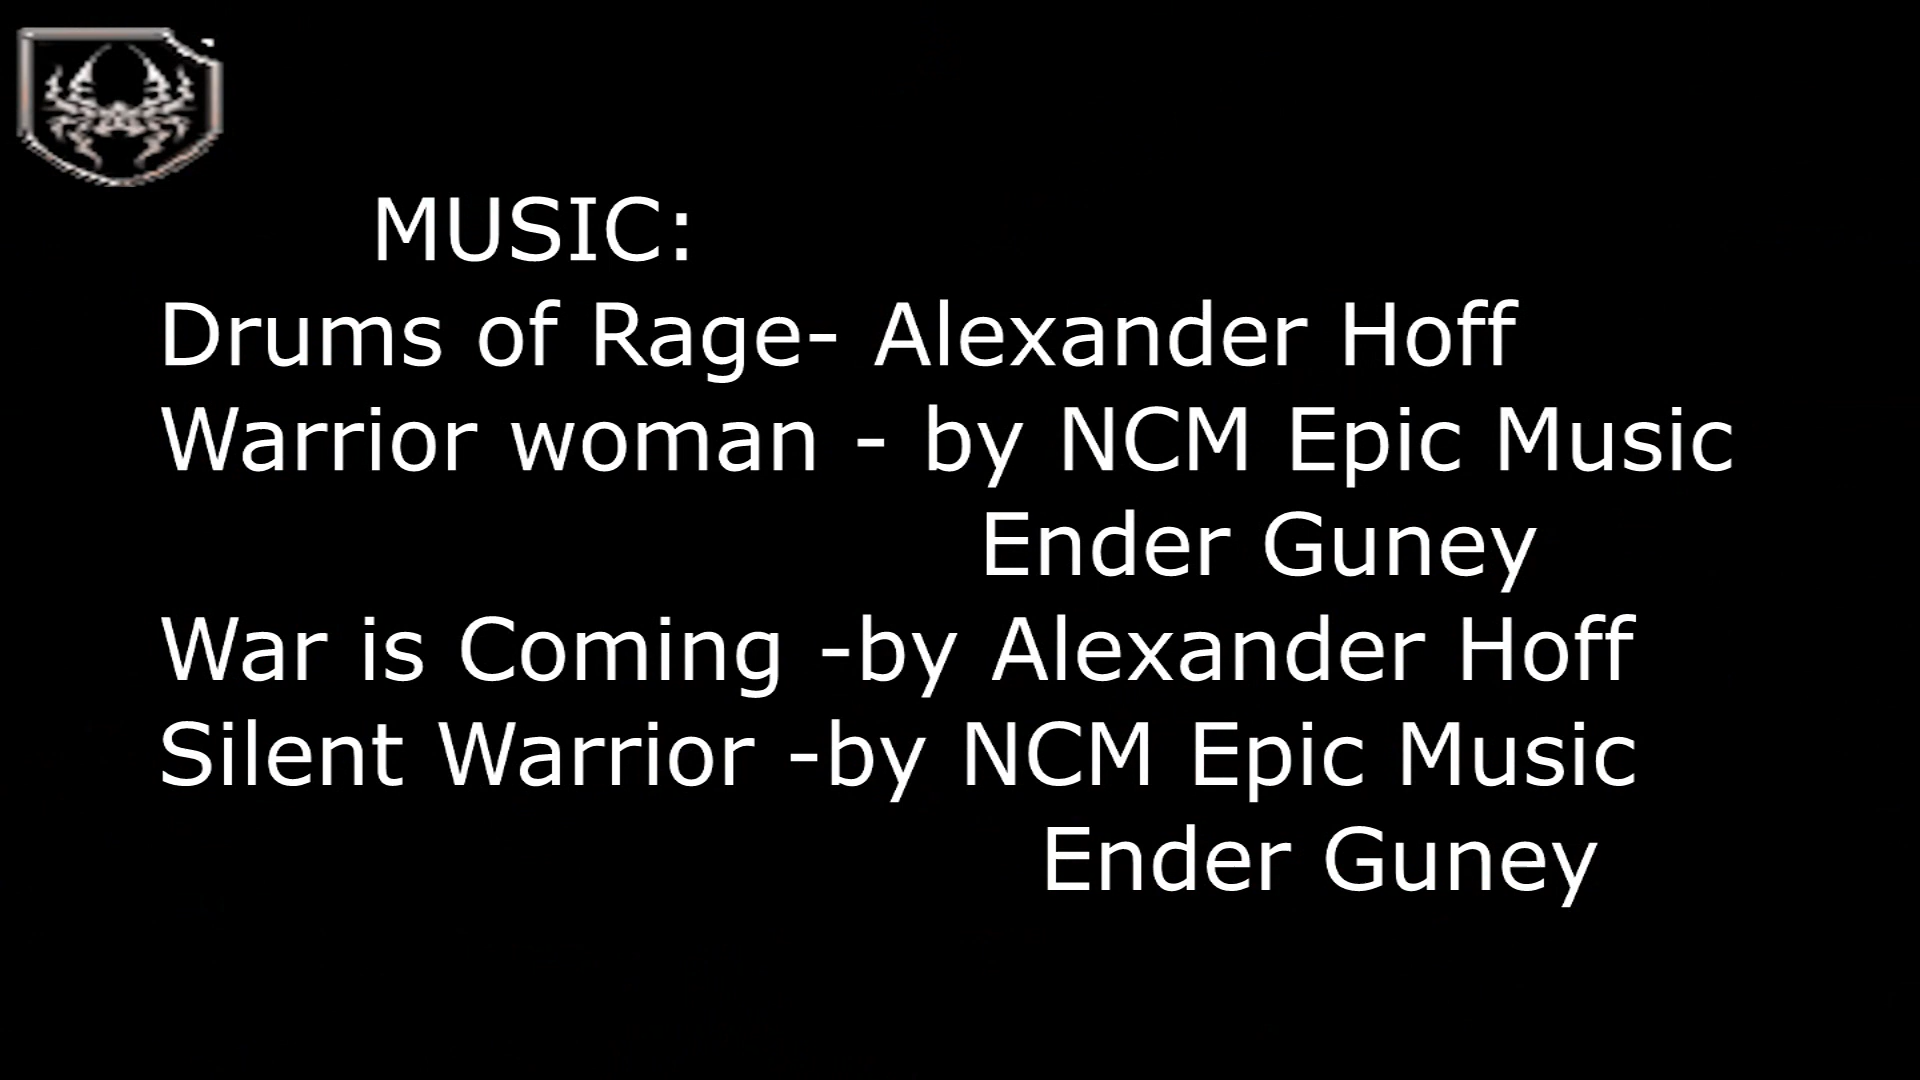 MUSIC:
Drums of Rage- Alexander Hoff
Warrior woman - by NCM Epic Music
Ender Guney
War is Coming -by Alexander Hoff
Silent Warrior -by NCM Epic Music
Ender Guney